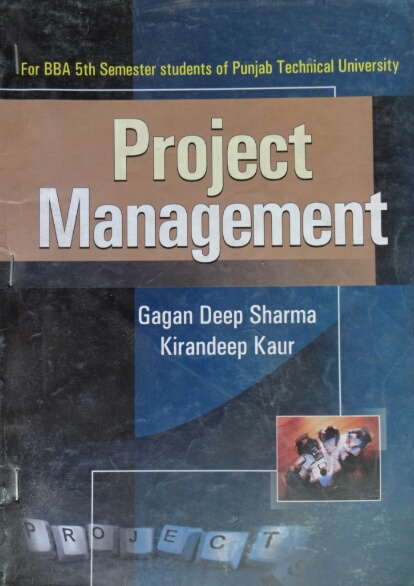 For BBA 5th Semester students of Punjab Technical University
Project
Management
Gagan Deep Sharma
Kirandeep Kaur
PROJECT